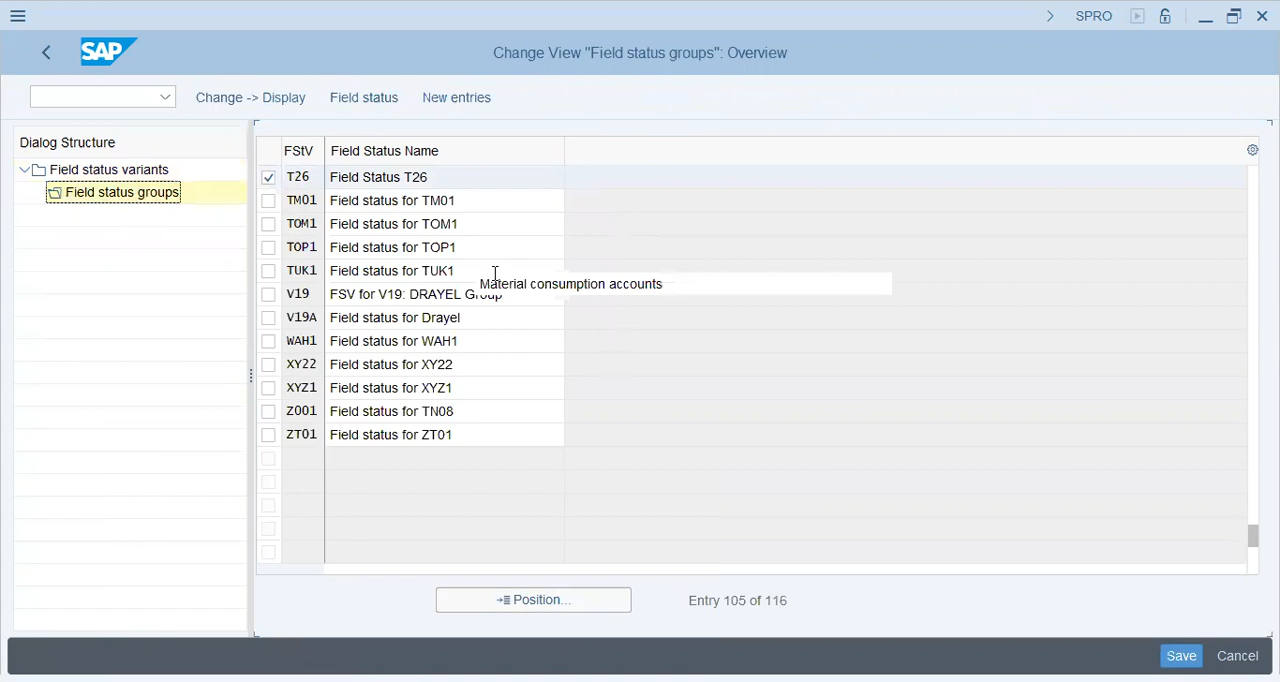 SPRO
SAP
Change View "Field status groups": Overview
Change -> Display
Field status
New entries
Dialog Structure
Field status variants
Field status groups
FStV Field Status Name
T26 Field Status T26
TM01 Field status for TM01
TOM1 Field status for TOM1
TOP1 Field status for TOP1
TUK1 Field status for TUK1
Material consumption accounts
V19 FSV for V19: DRAYEL Group
V19A Field status for Drayel
WAH1 Field status for WAH1
XY22 Field status for XY22
XYZ1 Field status for XYZ1
Z001 Field status for TN08
ZT01 Field status for ZT01
Position...
Entry 105 of 116
Save
Cancel